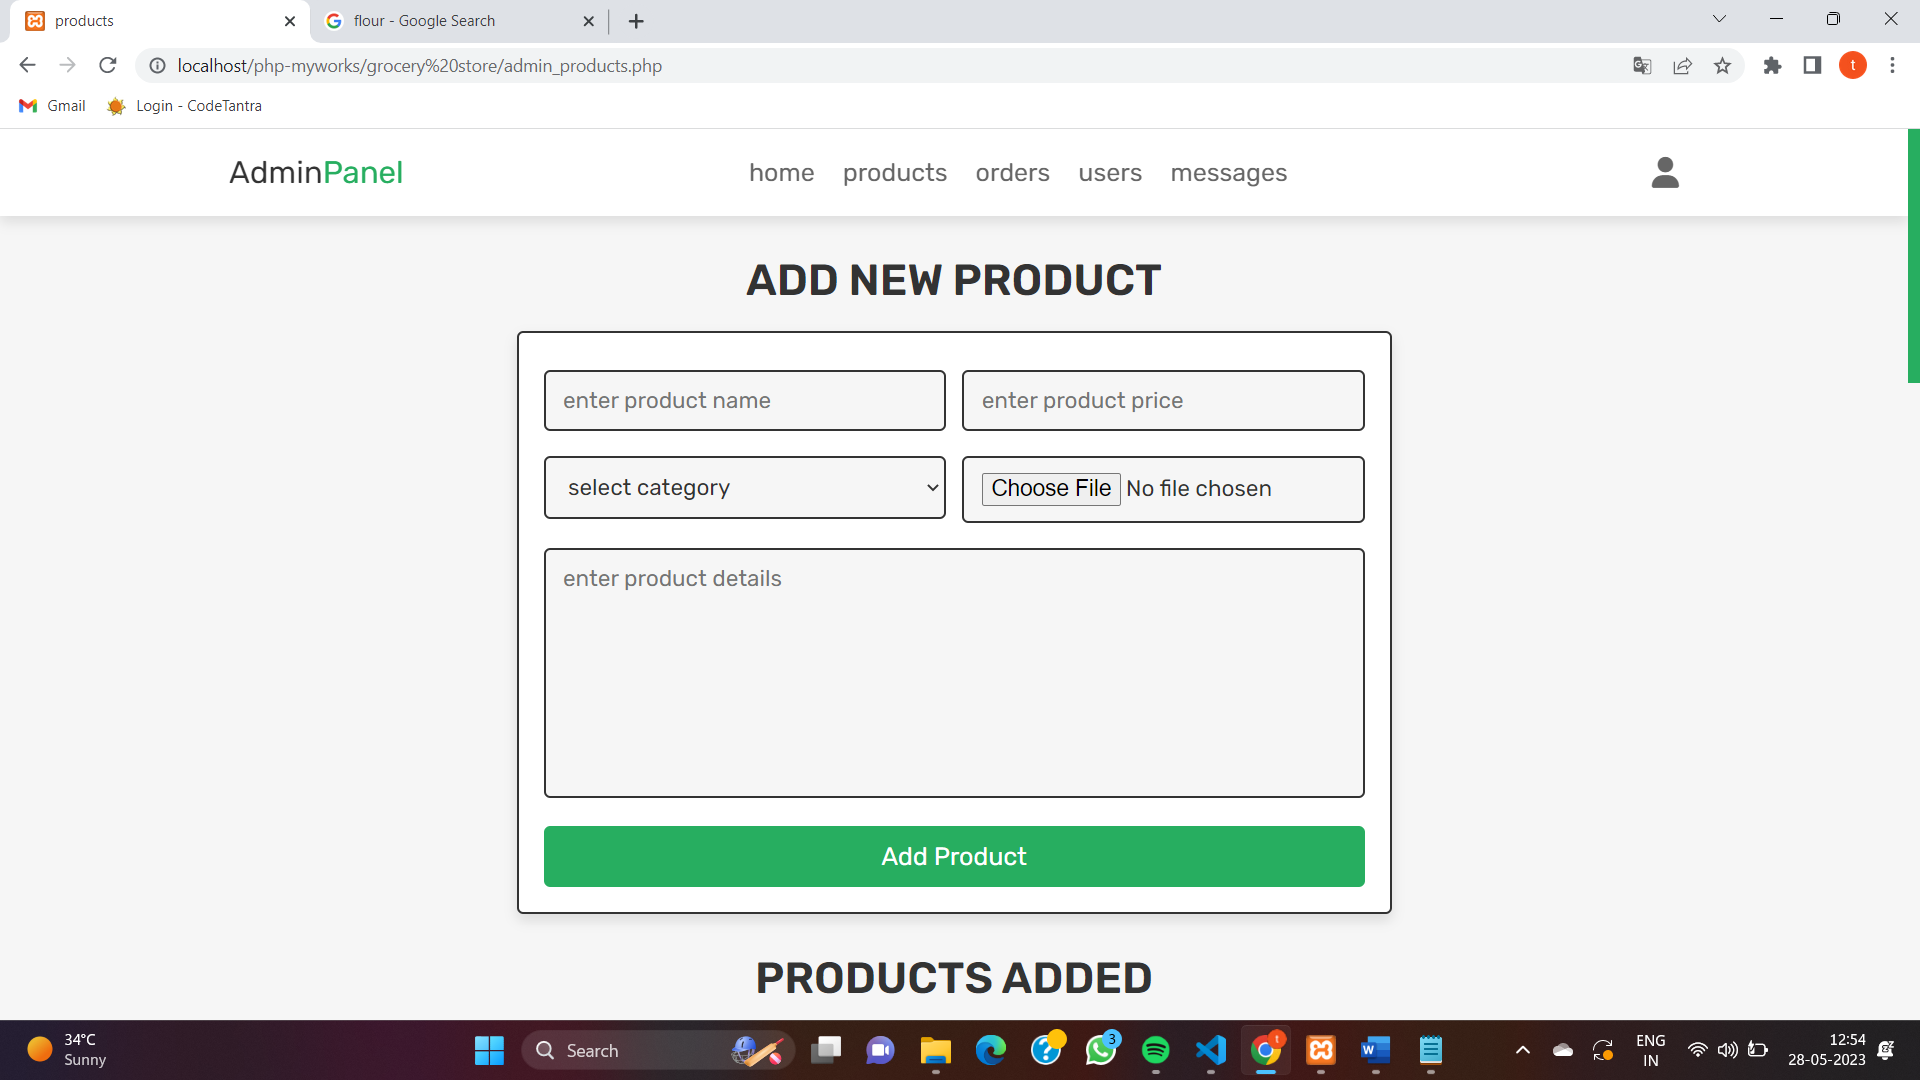 products
flour - Google Search
localhost/php-myworks/grocery%20store/admin_products.php
t
Gmail
Login - CodeTantra
AdminPanel
home products orders users messages
ADD NEW PRODUCT
enter product name
enter product price
select category
Choose File No file chosen
enter product details
Add Product
PRODUCTS ADDED
34°C
Sunny
Search
3
t
ENG
IN
12:54
28-05-2023